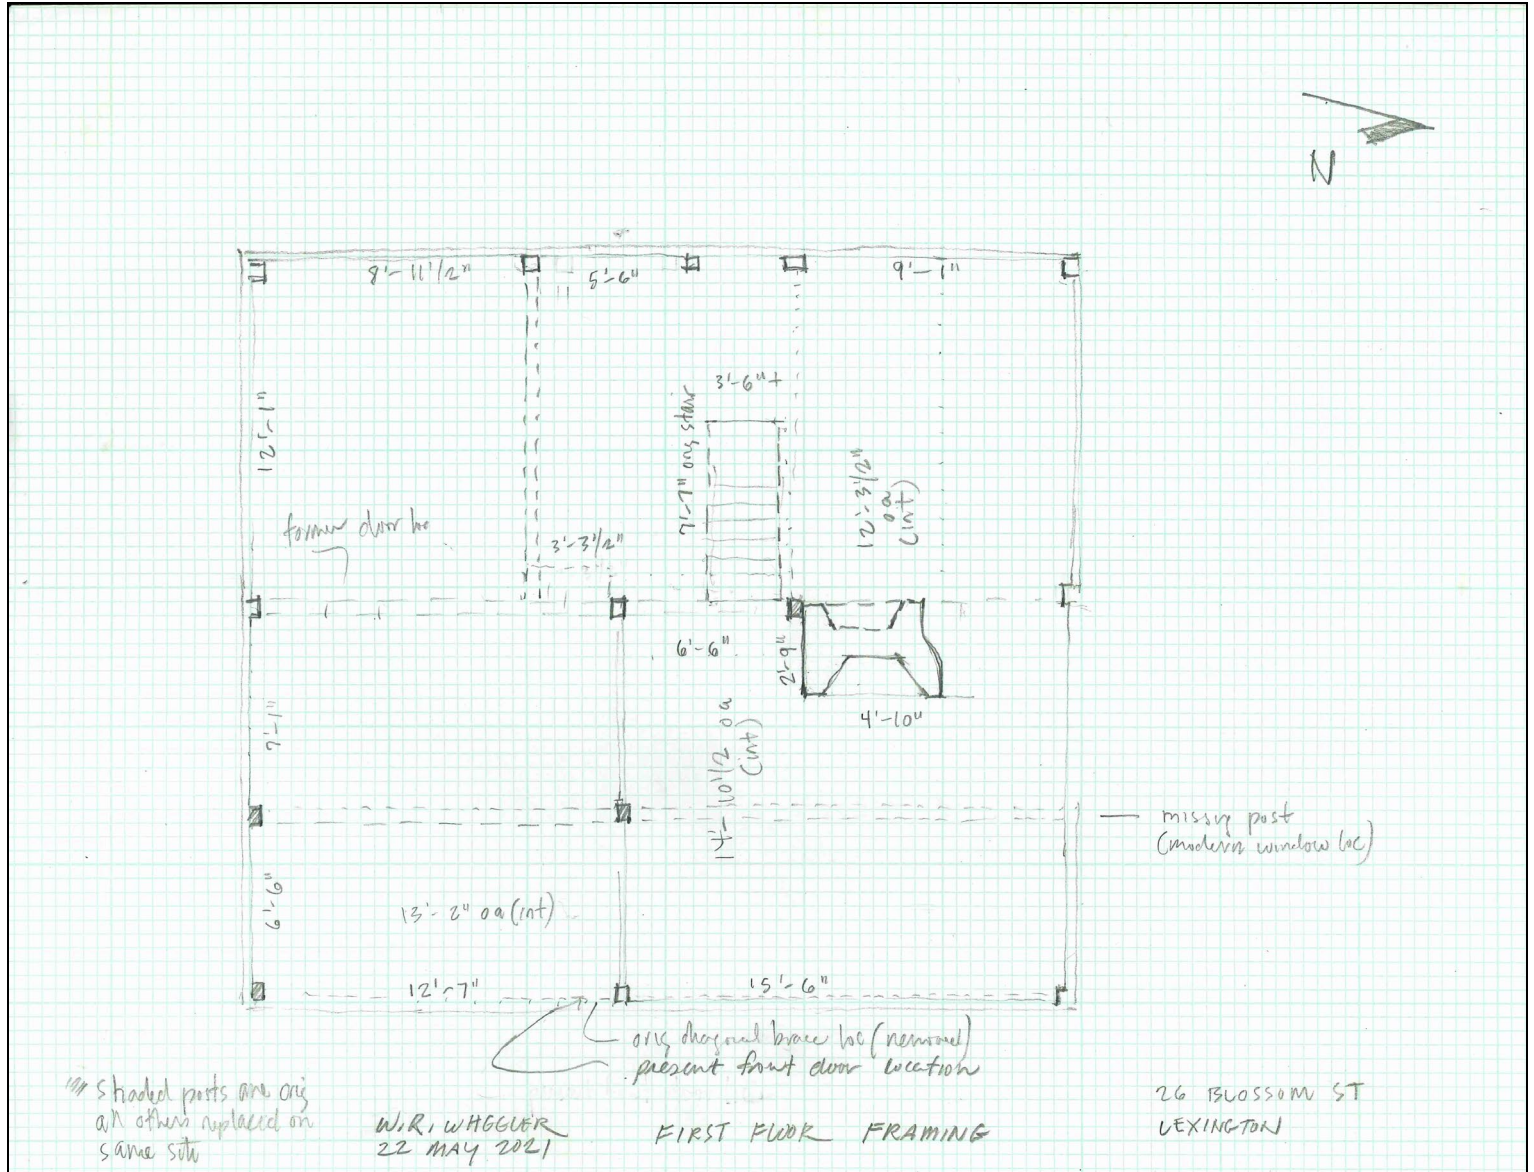 N
8'-11 1/2"
5'-6"
9'-1"
12'-1"
3'-6"+
7'-7" orig stair
12'-3 1/2"
oa
(int)
former door loc
3'-3 1/2"
6'-6"
2'-9"
4'-10"
7'-1"
14'-10 1/2 oa
(int)
missing post
(modern window loc)
6'-6"
13'-2" oa (int)
12'-7"
15'-6"
orig diagonal brace loc (removed)
present front door location
shaded posts are orig
all others replaced on
same site
W.R. WHEELER
22 MAY 2021
FIRST FLOOR FRAMING
26 BLOSSOM ST
LEXINGTON